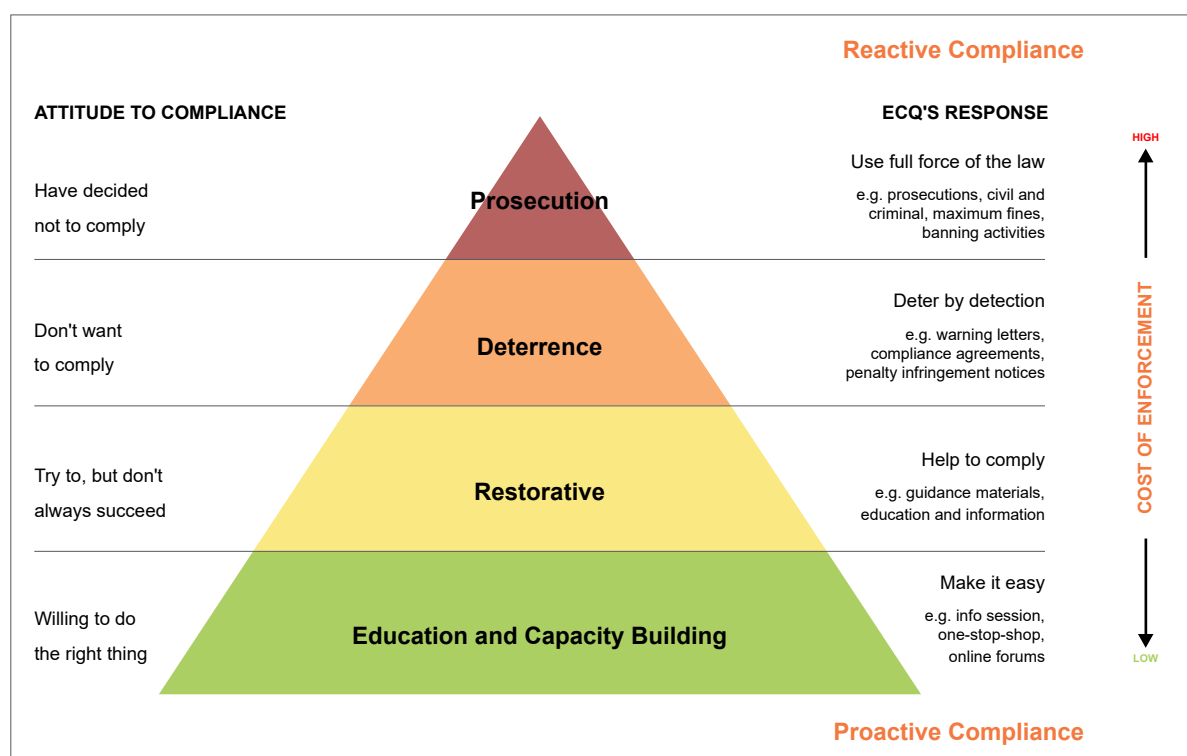 Reactive Compliance
ATTITUDE TO COMPLIANCE
ECQ'S RESPONSE
HIGH
Have decided
not to comply
Prosecution
Use full force of the law
e.g. prosecutions, civil and
criminal, maximum fines,
banning activities
Don't want
to comply
Deterrence
Deter by detection
e.g. warning letters,
compliance agreements,
penalty infringement notices
COST OF ENFORCEMENT
Try to, but don't
always succeed
Restorative
Help to comply
e.g. guidance materials,
education and information
Willing to do
the right thing
Education and Capacity Building
Make it easy
e.g. info session,
one-stop-shop,
online forums
LOW
Proactive Compliance